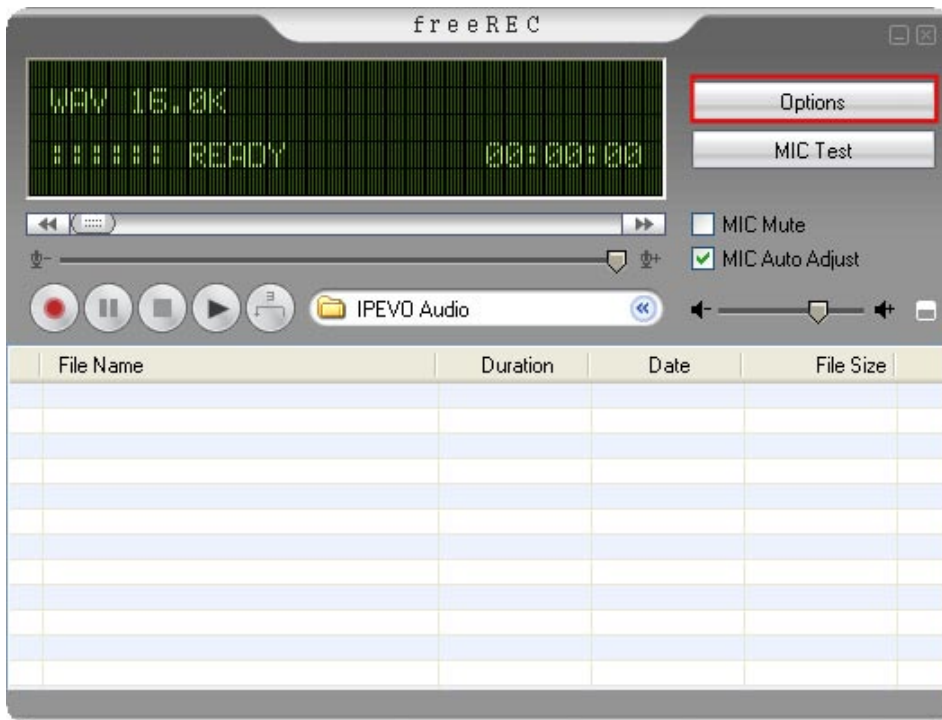 freeREC
WAV 16.0K
:::::: READY 00:00:00
Options
MIC Test
MIC Mute
MIC Auto Adjust
3
IPEVO Audio
File Name Duration Date File Size